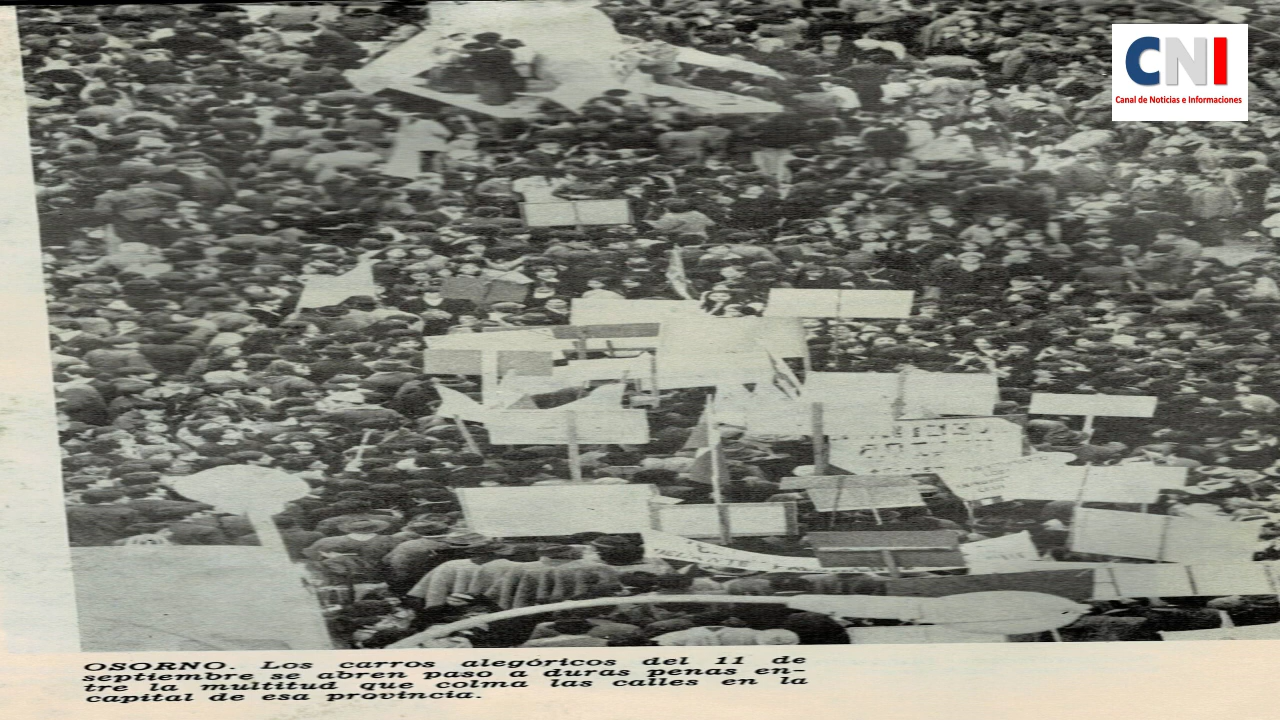 CNI
Canal de Noticias e Informaciones
OSORNO. Los carros alegóricos del 11 de
septiembre se abren paso a duras penas en-
tre la multitud que colma las calles en la
capital de esa provincia.